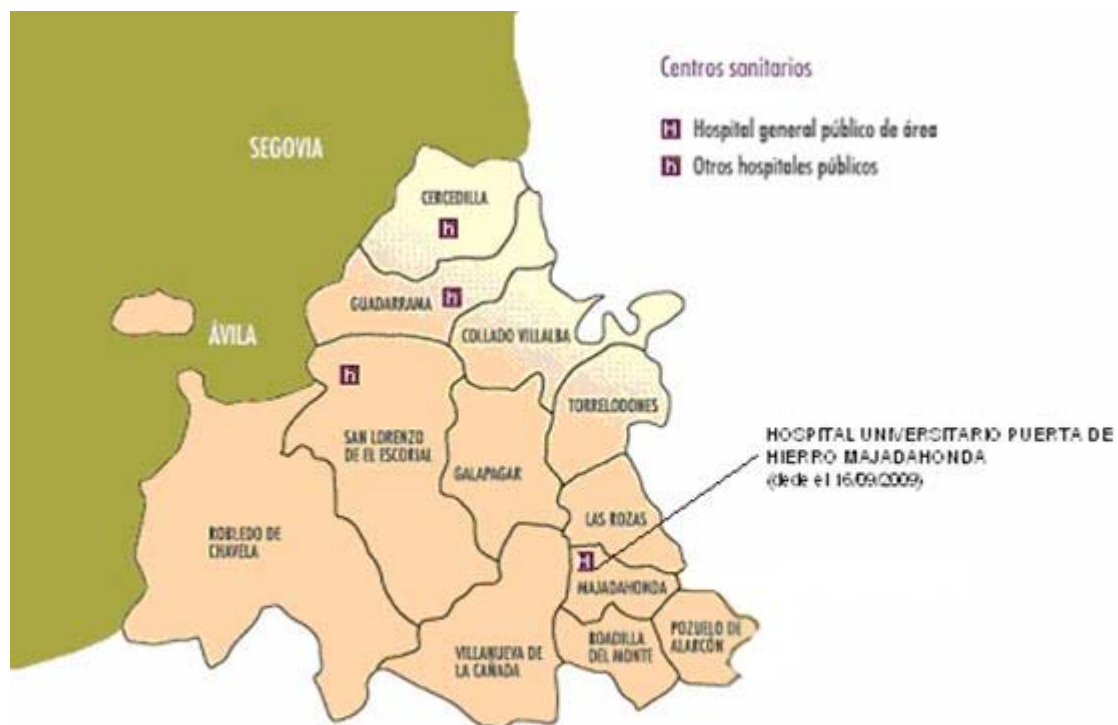 Centros sanitarios
H Hospital general público de área
h Otros hospitales públicos
SEGOVIA
CERCEDILLA
h
GUADARRAMA
h
ÁVILA
COLLADO VILLALBA
h
TORRELODONES
SAN LORENZO
DE EL ESCORIAL
GALAPAGAR
HOSPITAL UNIVERSITARIO PUERTA DE
HIERRO MAJADAHONDA
(dede el 16/09/2009)
LAS ROZAS
ROBLEDO DE
CHAVELA
H
MAJADAHONDA
VILLANUEVA DE
LA CAÑADA
BOADILLA
DEL MONTE
POZUELO DE
ALARCÓN